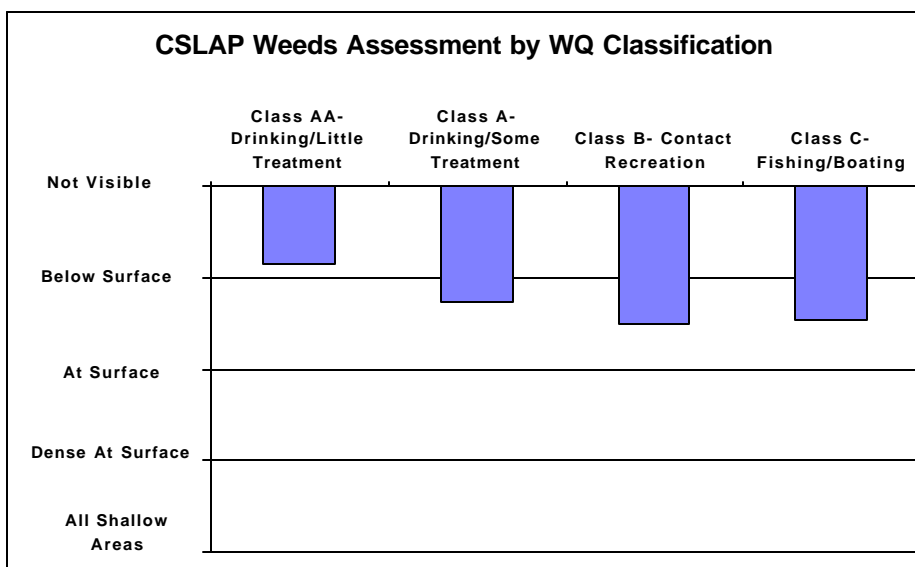 CSLAP Weeds Assessment by WQ Classification
Class AA-
Drinking/Little
Treatment
Class A-
Drinking/Some
Treatment
Class B- Contact
Recreation
Class C-
Fishing/Boating
Not Visible
Below Surface
At Surface
Dense At Surface
All Shallow
Areas